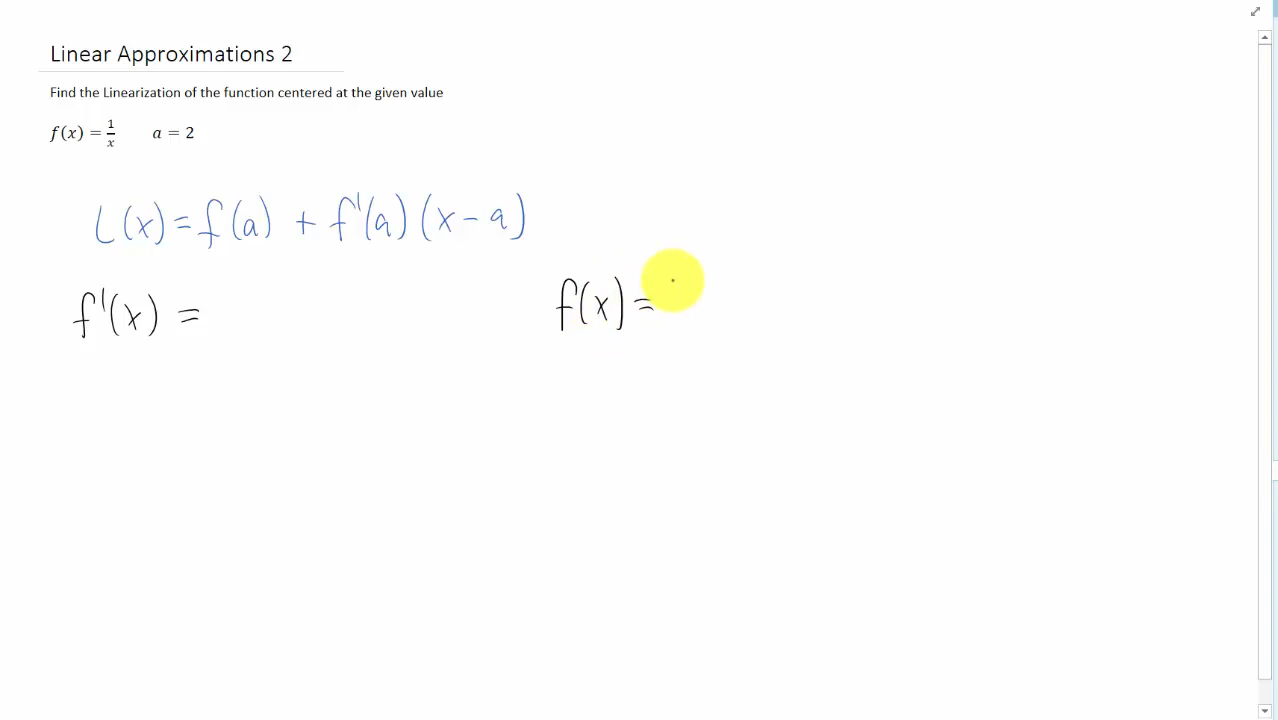 Linear Approximations 2
Find the Linearization of the function centered at the given value
f(x) = 1/x a = 2
L(x) = f(a) + f'(a)(x - a)
f'(x) =
f(x) =